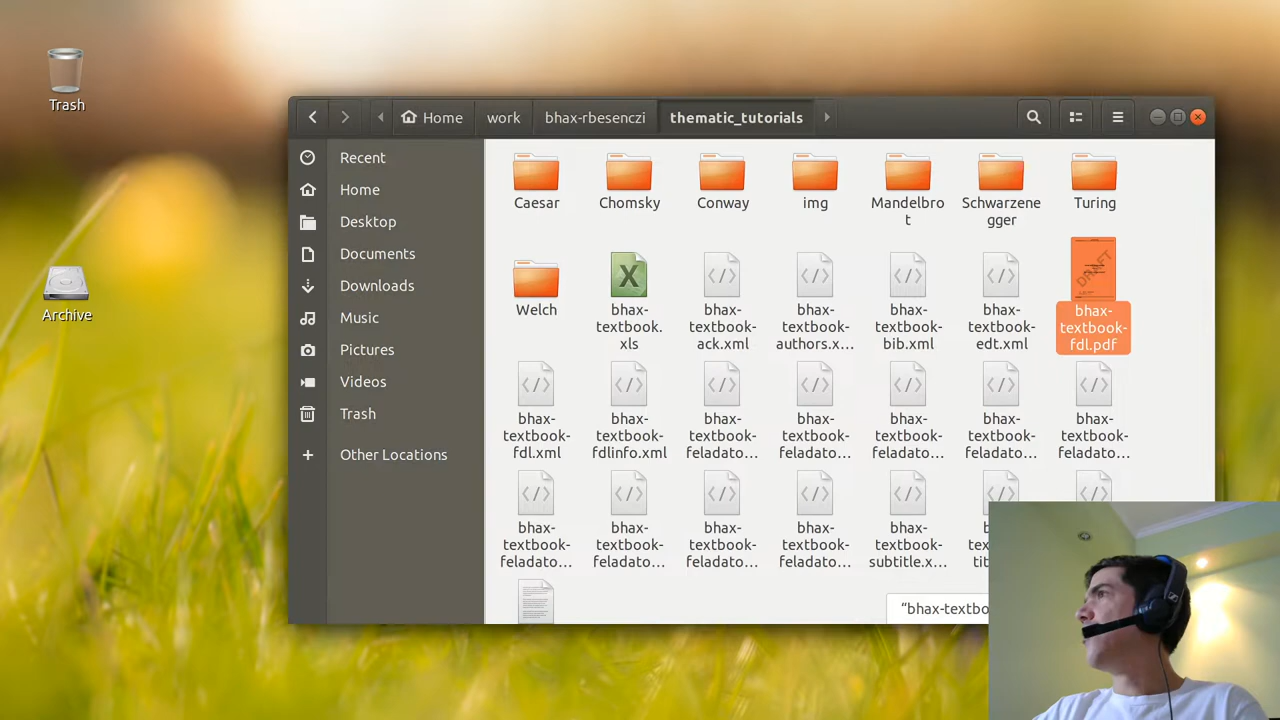 Trash
Archive
Home
work
bhax-rbesenczi
thematic_tutorials
Recent
Home
Desktop
Documents
Downloads
Music
Pictures
Videos
Trash
Other Locations
Caesar
Chomsky
Conway
img
Mandelbro
t
Schwarzene
gger
Turing
Welch
bhax-
textbook.
xls
bhax-
textbook-
ack.xml
bhax-
textbook-
authors.x…
bhax-
textbook-
bib.xml
bhax-
textbook-
edt.xml
DRAFT
bhax-
textbook-
fdl.pdf
bhax-
textbook-
fdl.xml
bhax-
textbook-
fdlinfo.xml
bhax-
textbook-
feladato…
bhax-
textbook-
feladato…
bhax-
textbook-
feladato…
bhax-
textbook-
feladato…
bhax-
textbook-
feladato…
bhax-
textbook-
feladato…
bhax-
textbook-
feladato…
bhax-
textbook-
feladato…
bhax-
textbook-
feladato…
bhax-
textbook-
subtitle.x…
“bhax-textbo